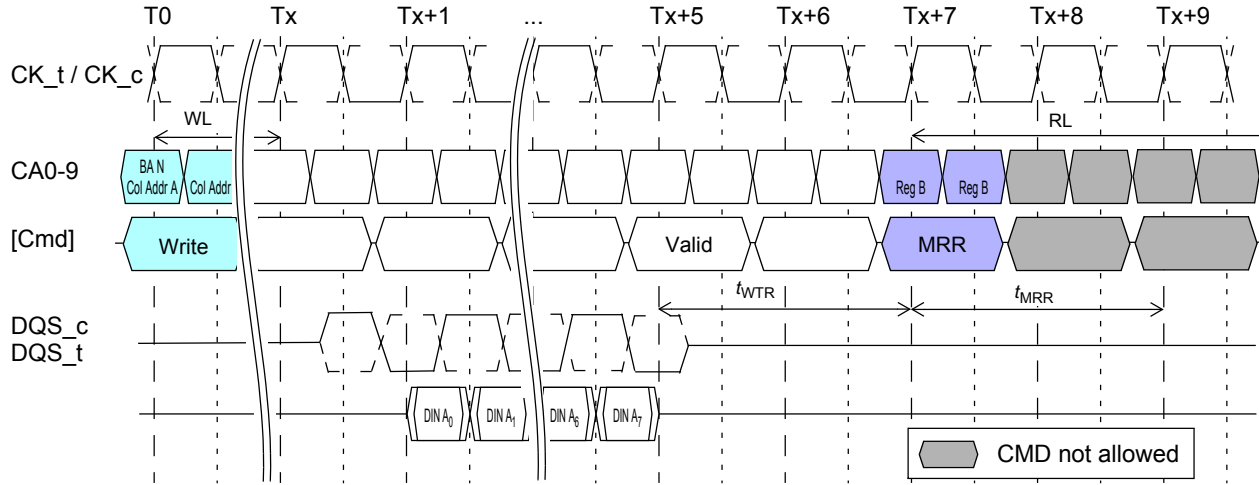 T0 Tx Tx+1 ... Tx+5 Tx+6 Tx+7 Tx+8 Tx+9
CK_t / CK_c
WL RL
CA0-9 BA N Col Addr A Col Addr Reg B Reg B
[Cmd] Write Valid MRR
tWTR tMRR
DQS_c
DQS_t
DIN A0 DIN A1 DIN A6 DIN A7
CMD not allowed